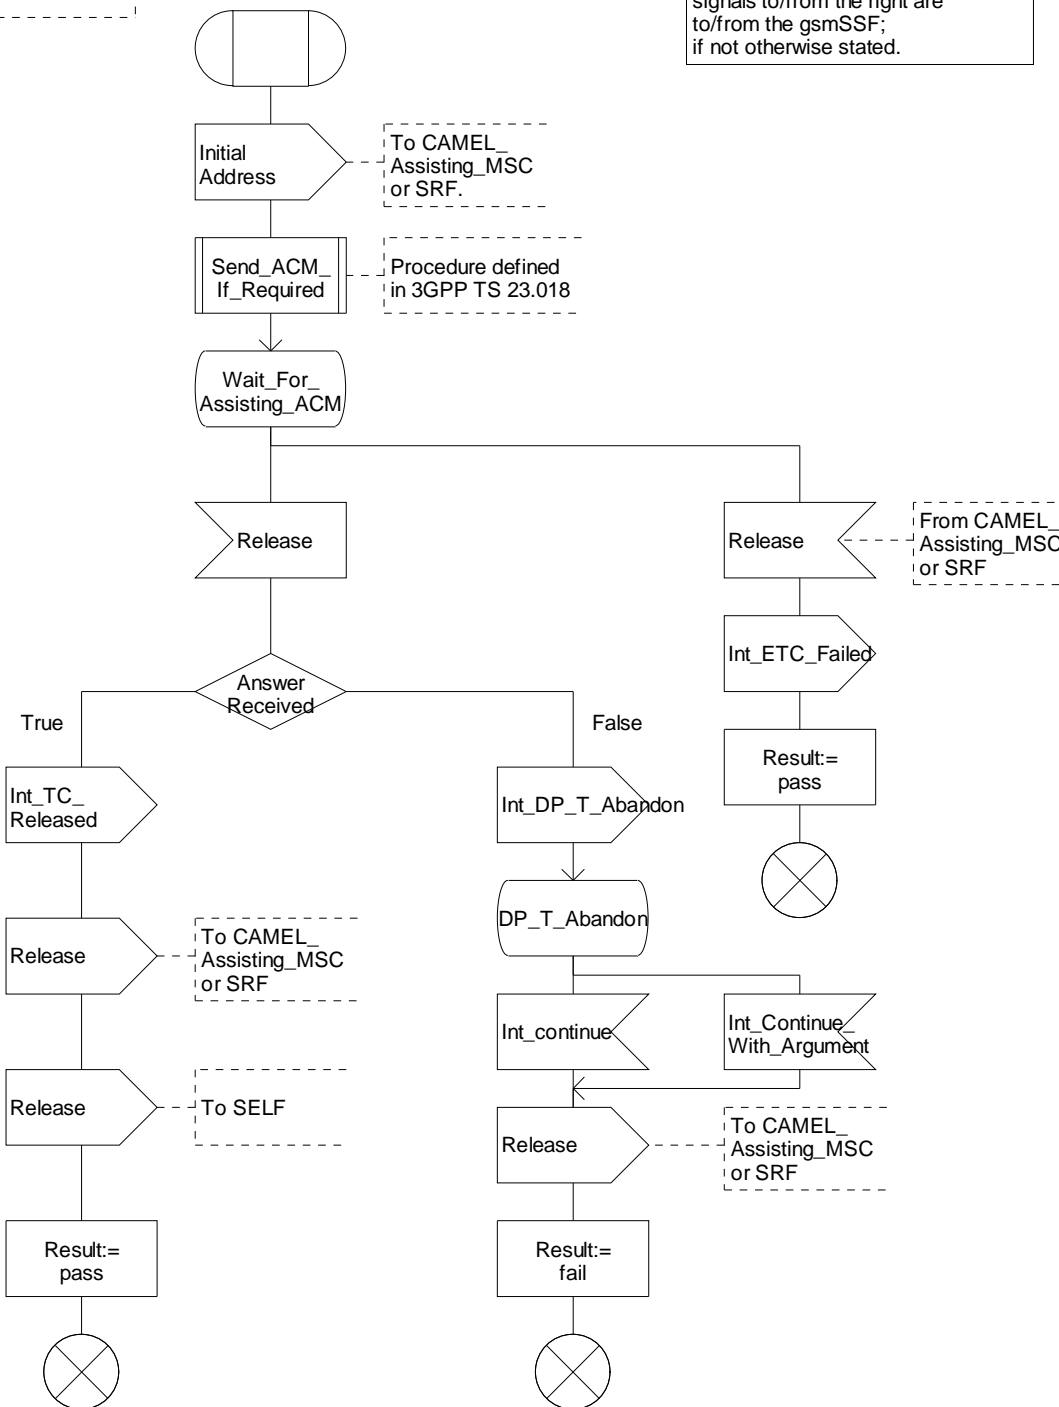 signals to/from the right are
to/from the gsmSSF;
if not otherwise stated.
Initial
Address
To CAMEL_
Assisting_MSC
or SRF.
Send_ACM_
If_Required
Procedure defined
in 3GPP TS 23.018
Wait_For_
Assisting_ACM
Release
Release
From CAMEL_
Assisting_MSC
or SRF
Int_ETC_Failed
Answer
Received
True
False
Result:=
pass
Int_TC_
Released
Int_DP_T_Abandon
DP_T_Abandon
Release
To CAMEL_
Assisting_MSC
or SRF
Int_continue
Int_Continue_
With_Argument
Release
To SELF
Release
To CAMEL_
Assisting_MSC
or SRF
Result:=
pass
Result:=
fail